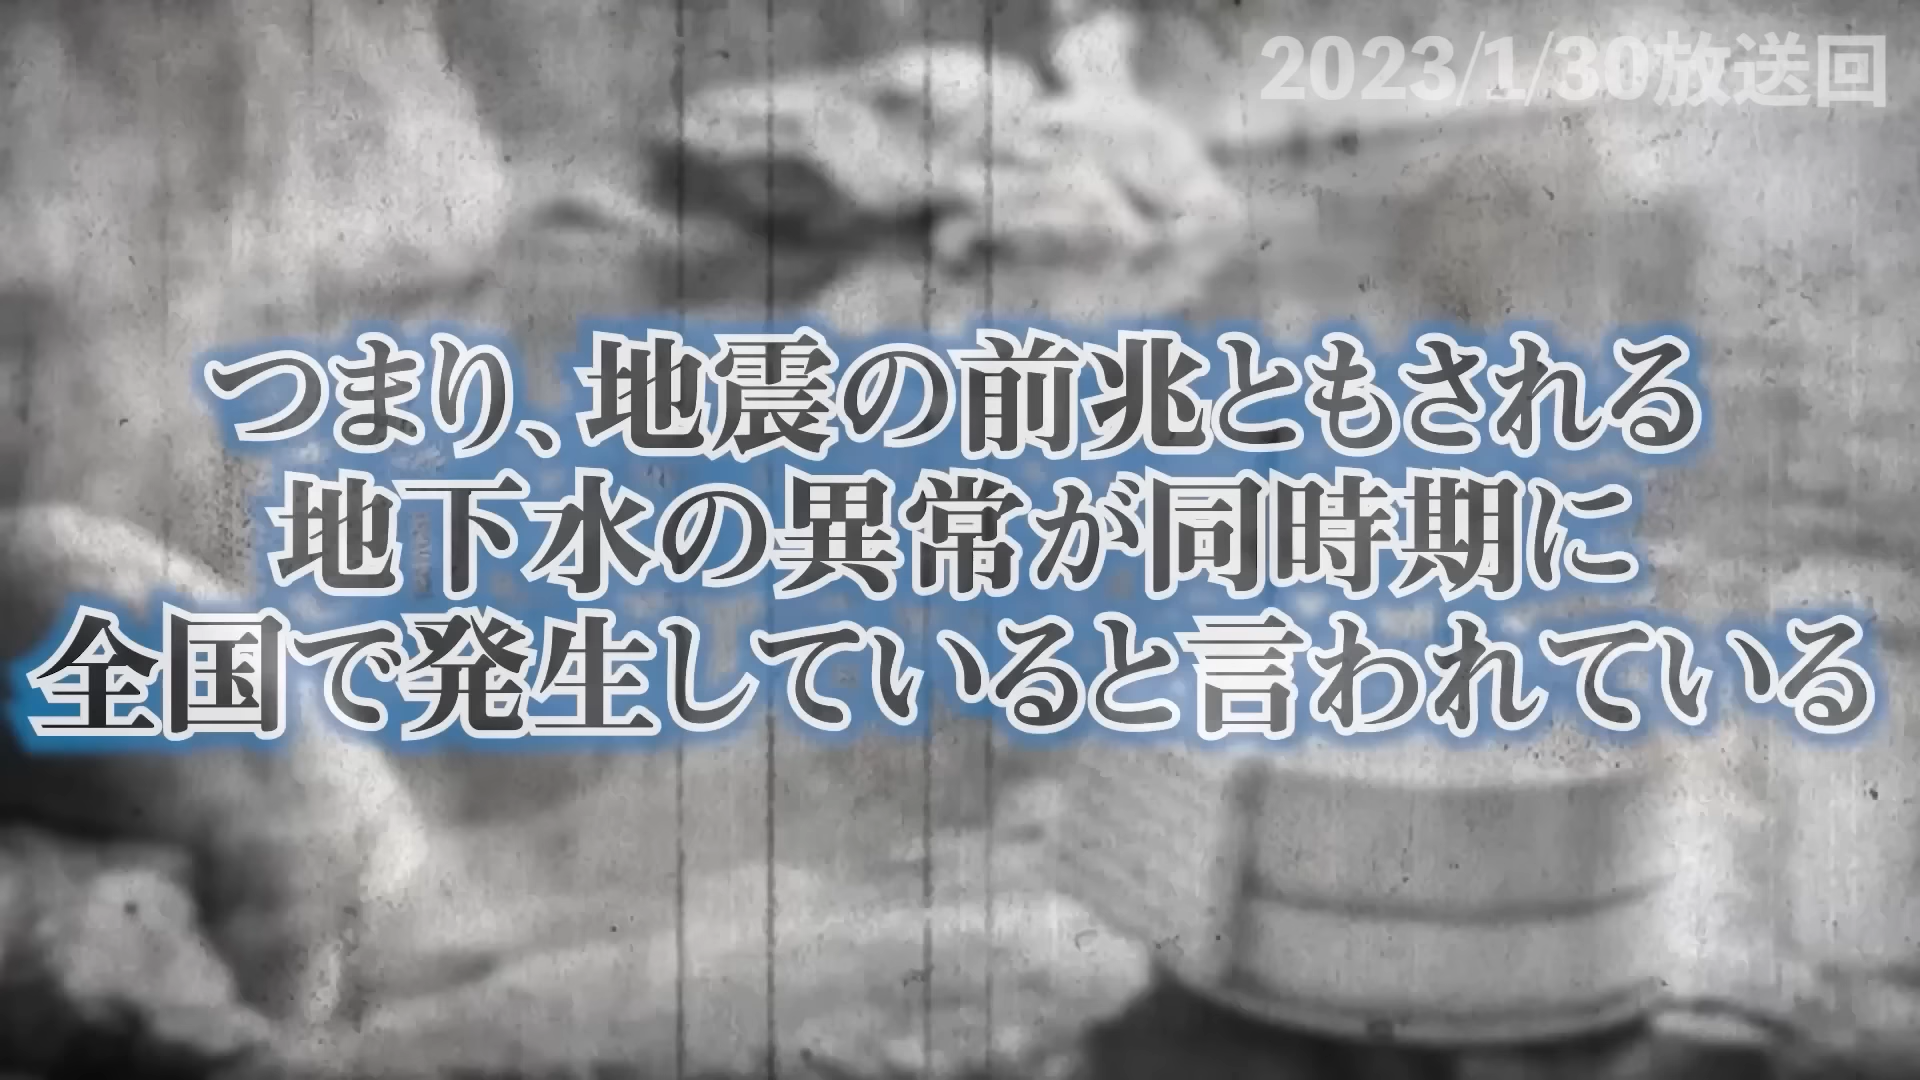 2023/1/30放送回
つまり、地震の前兆ともされる
地下水の異常が同時期に
全国で発生していると言われている